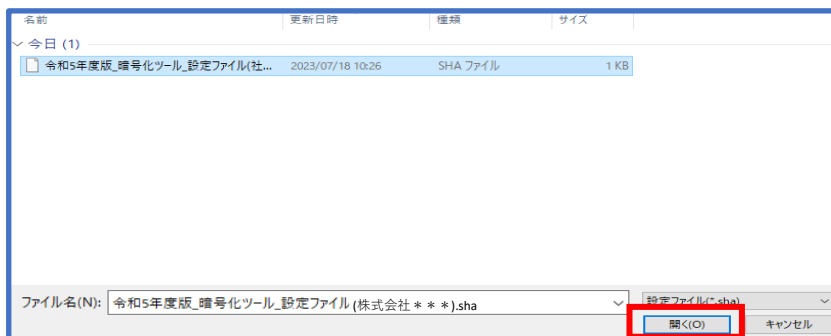 名前 更新日時 種類 サイズ
今日 (1)
令和5年度版_暗号化ツール_設定ファイル(社... 2023/07/18 10:26 SHA ファイル 1 KB
ファイル名(N): 令和5年度版_暗号化ツール_設定ファイル(株式会社＊＊＊).sha 設定ファイル(*.sha)
開く(O) キャンセル